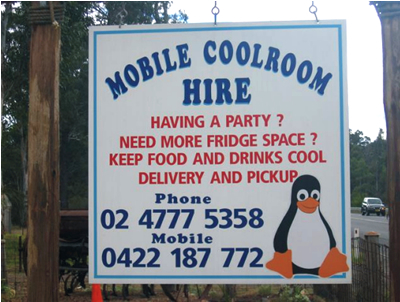 MOBILE COOLROOM
HIRE
HAVING A PARTY ?
NEED MORE FRIDGE SPACE ?
KEEP FOOD AND DRINKS COOL
DELIVERY AND PICKUP
Phone
02 4777 5358
Mobile
0422 187 772